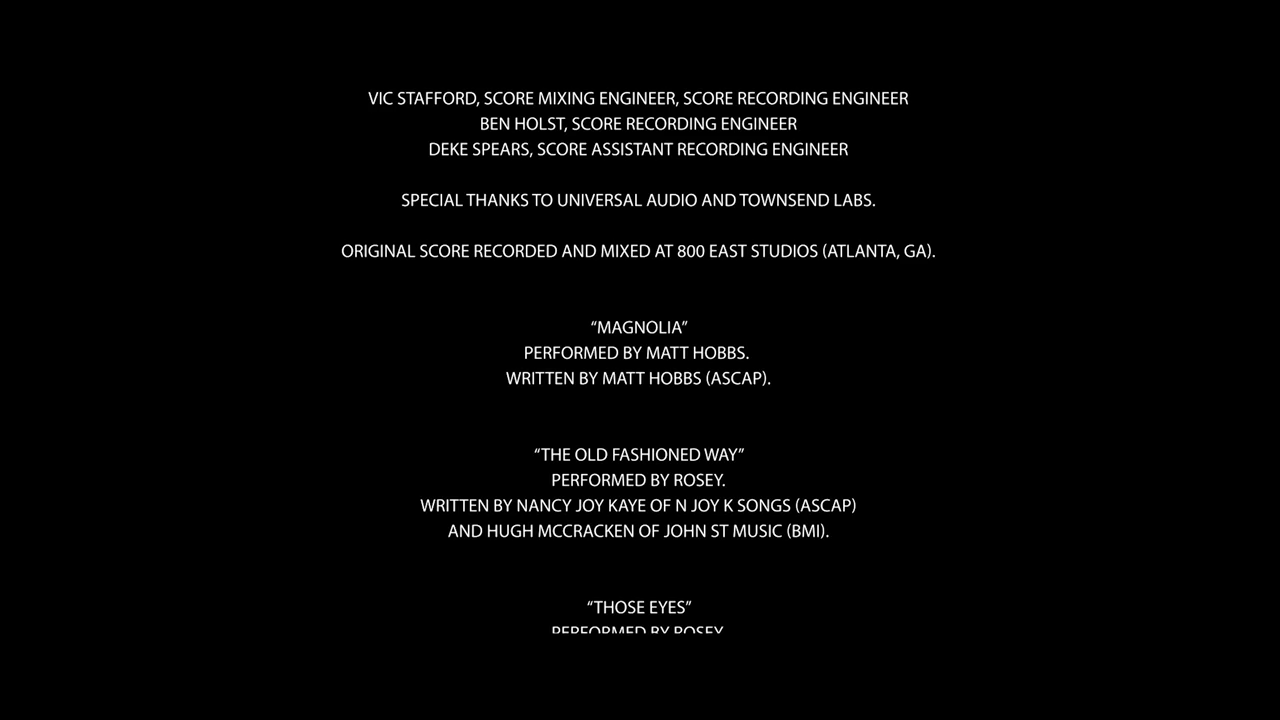 VIC STAFFORD, SCORE MIXING ENGINEER, SCORE RECORDING ENGINEER
BEN HOLST, SCORE RECORDING ENGINEER
DEKE SPEARS, SCORE ASSISTANT RECORDING ENGINEER
SPECIAL THANKS TO UNIVERSAL AUDIO AND TOWNSEND LABS.
ORIGINAL SCORE RECORDED AND MIXED AT 800 EAST STUDIOS (ATLANTA, GA).
“MAGNOLIA”
PERFORMED BY MATT HOBBS.
WRITTEN BY MATT HOBBS (ASCAP).
“THE OLD FASHIONED WAY”
PERFORMED BY ROSEY.
WRITTEN BY NANCY JOY KAYE OF N JOY K SONGS (ASCAP)
AND HUGH MCCRACKEN OF JOHN ST MUSIC (BMI).
“THOSE EYES”
PERFORMED BY ROSEY